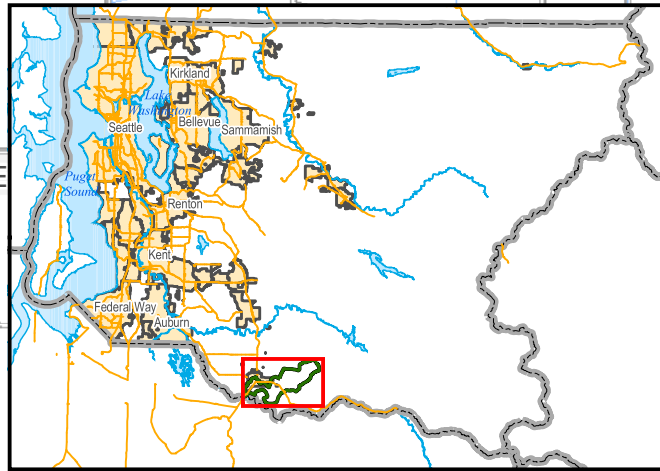 Kirkland
Lake
Washington
Bellevue
Seattle
Sammamish
Puget
Sound
Renton
Kent
Federal Way
Auburn